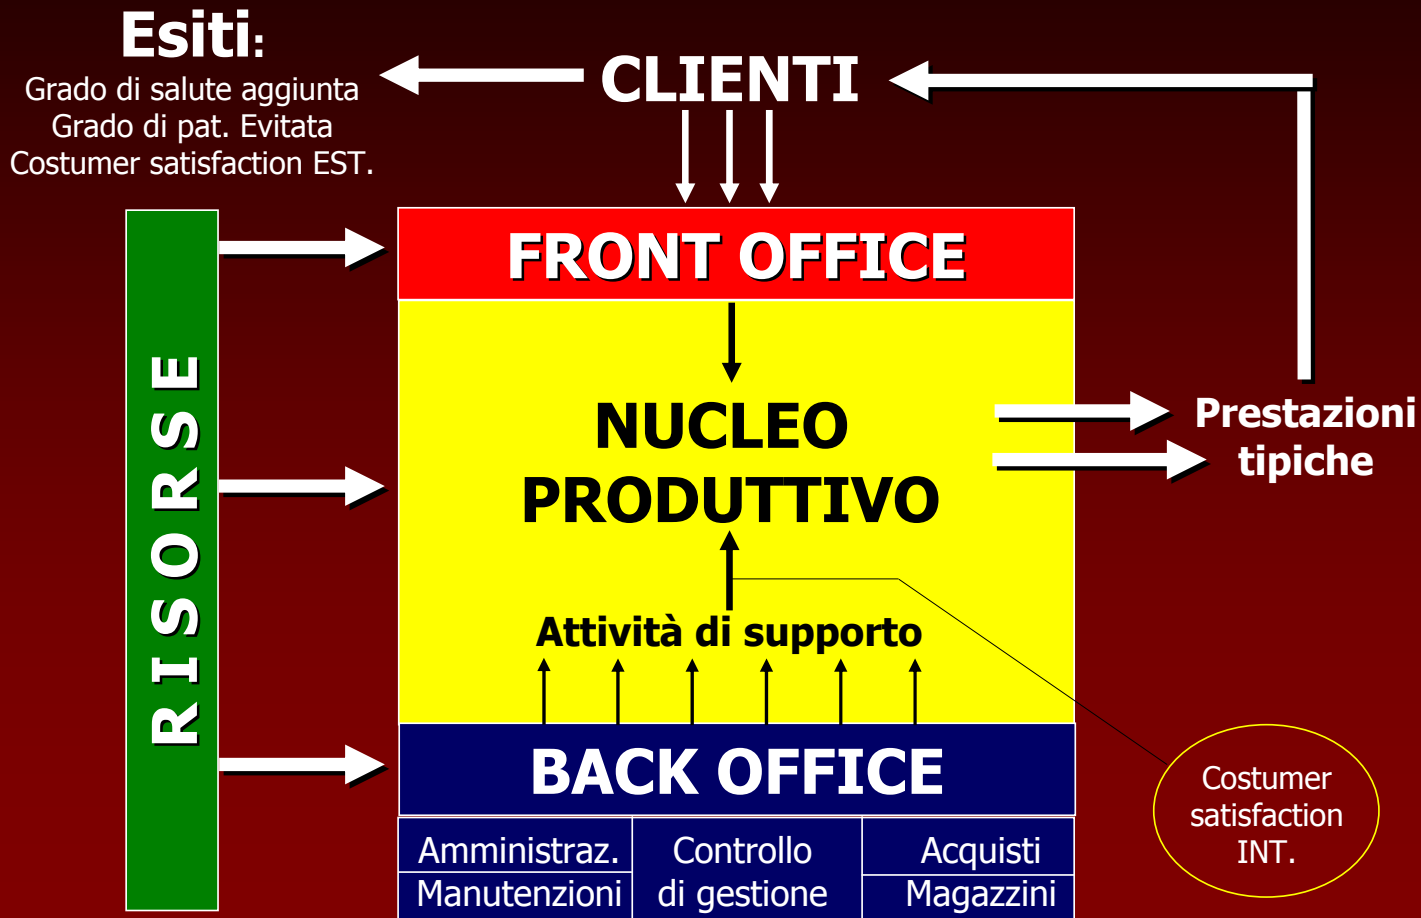 Esiti:
Grado di salute aggiunta
Grado di pat. Evitata
Costumer satisfaction EST.
CLIENTI
RISORSE
FRONT OFFICE
NUCLEO
PRODUTTIVO
Prestazioni
tipiche
Attività di supporto
BACK OFFICE
Amministraz.
Manutenzioni
Controllo
di gestione
Acquisti
Magazzini
Costumer
satisfaction
INT.